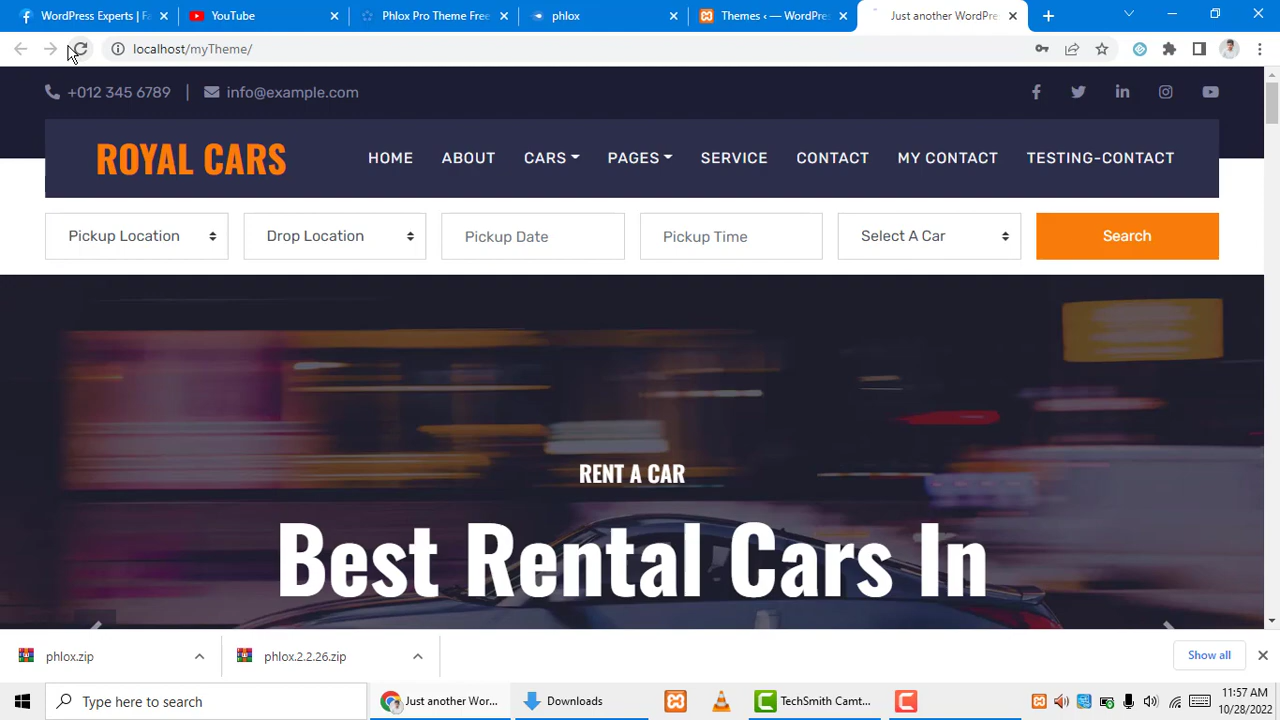 WordPress Experts | Fa
YouTube
Phlox Pro Theme Free
phlox
Themes ‹ — WordPres
Just another WordPre
localhost/myTheme/
+012 345 6789 | info@example.com
ROYAL CARS
HOME ABOUT CARS PAGES SERVICE CONTACT MY CONTACT TESTING-CONTACT
Pickup Location Drop Location Pickup Date Pickup Time Select A Car Search
RENT A CAR
Best Rental Cars In
phlox.zip
phlox.2.2.26.zip
Show all
Type here to search
Just another Wor...
Downloads
TechSmith Camt...
11:57 AM
10/28/2022